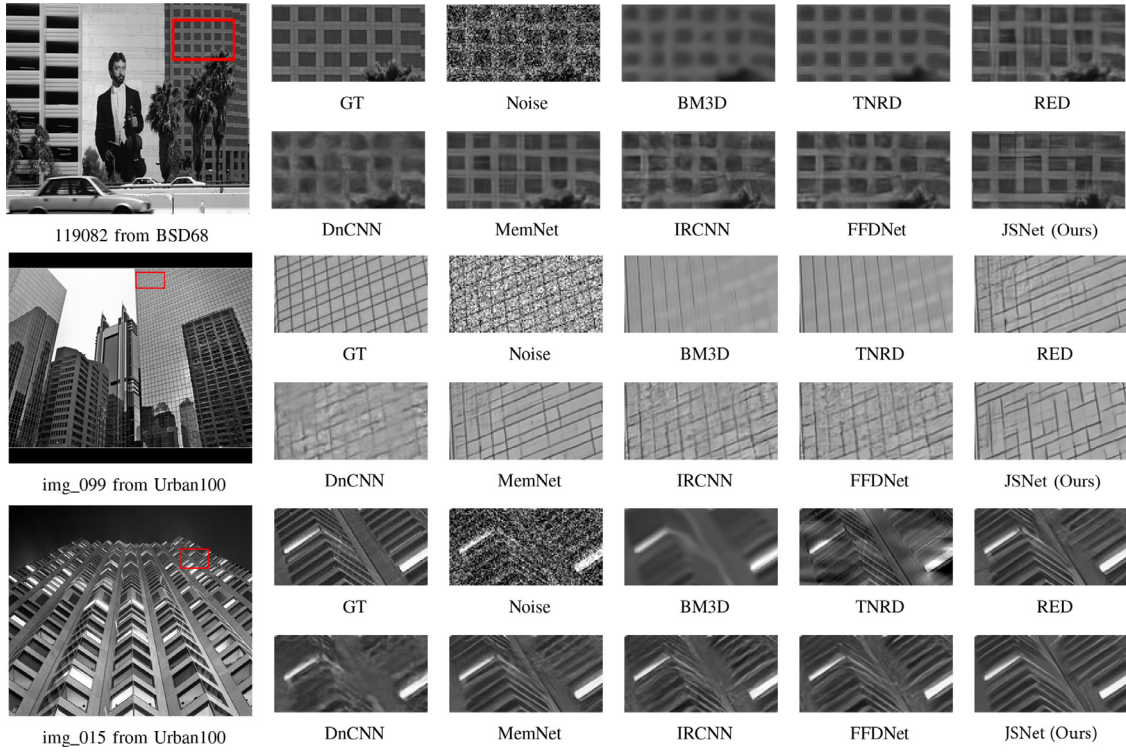 GT Noise BM3D TNRD RED
DnCNN MemNet IRCNN FFDNet JSNet (Ours)
119082 from BSD68
GT Noise BM3D TNRD RED
DnCNN MemNet IRCNN FFDNet JSNet (Ours)
img_099 from Urban100
GT Noise BM3D TNRD RED
DnCNN MemNet IRCNN FFDNet JSNet (Ours)
img_015 from Urban100